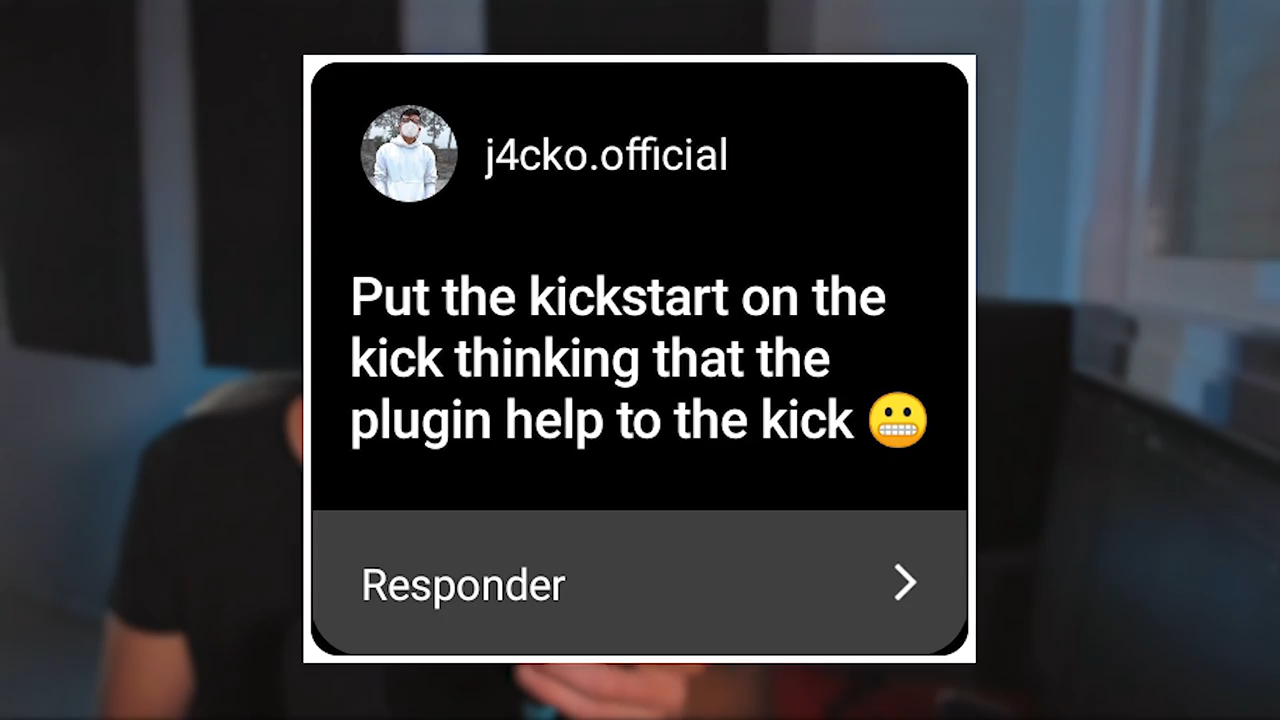 j4cko.official
Put the kickstart on the
kick thinking that the
plugin help to the kick 😬
Responder